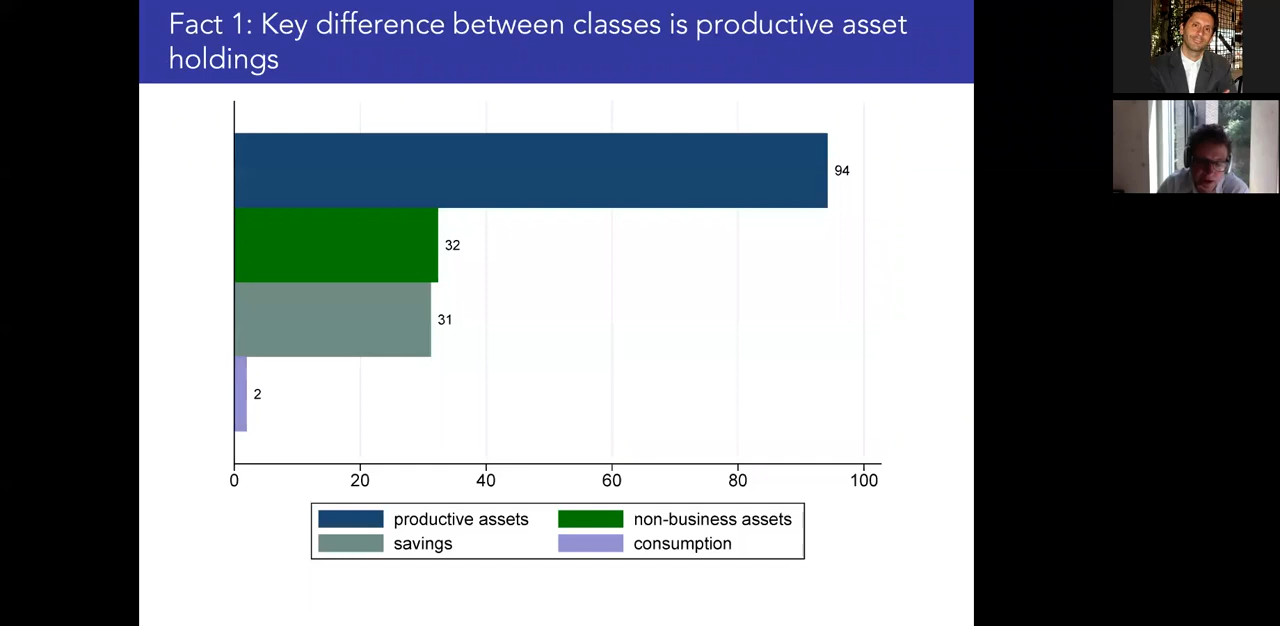 Fact 1: Key difference between classes is productive asset
holdings
94
32
31
2
0 20 40 60 80 100
productive assets non-business assets
savings consumption